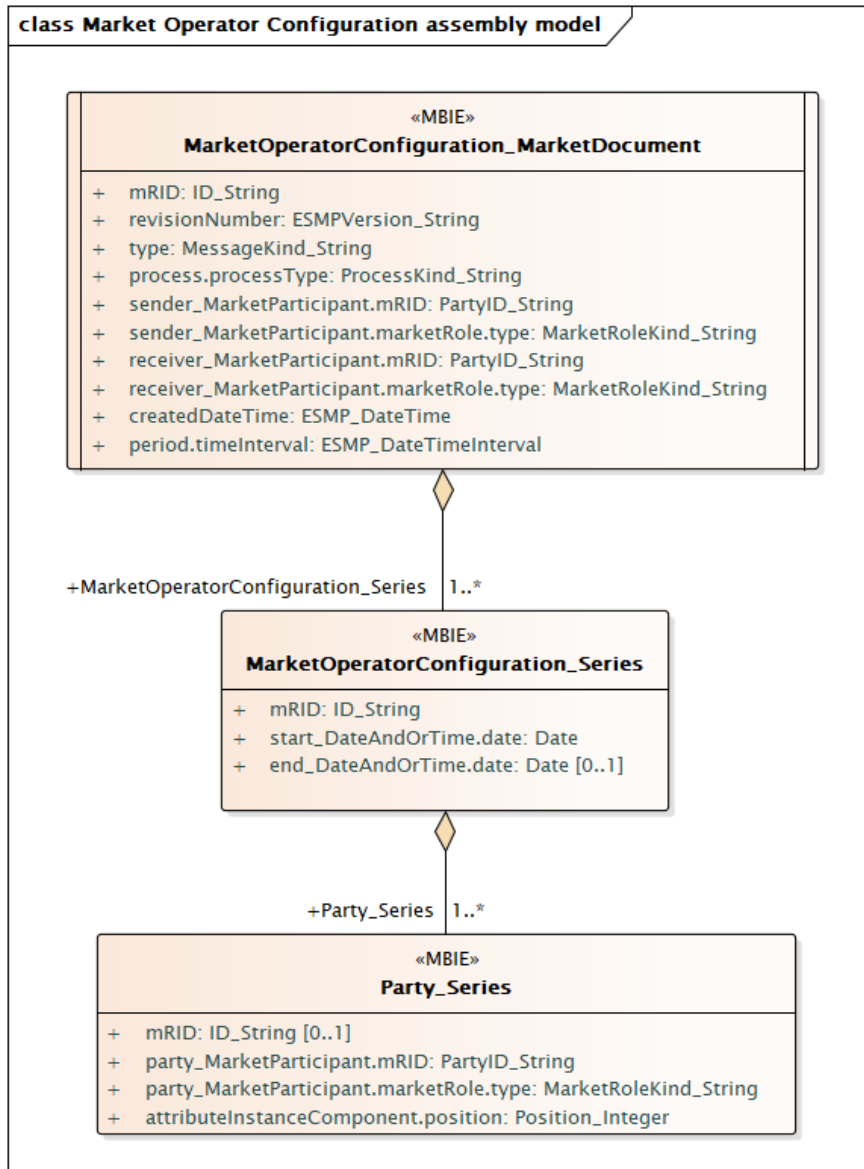 class Market Operator Configuration assembly model
«MBIE»
MarketOperatorConfiguration_MarketDocument
+ mRID: ID_String
+ revisionNumber: ESMPVersion_String
+ type: MessageKind_String
+ process.processType: ProcessKind_String
+ sender_MarketParticipant.mRID: PartyID_String
+ sender_MarketParticipant.marketRole.type: MarketRoleKind_String
+ receiver_MarketParticipant.mRID: PartyID_String
+ receiver_MarketParticipant.marketRole.type: MarketRoleKind_String
+ createdDateTime: ESMP_DateTime
+ period.timeInterval: ESMP_DateTimeInterval
+MarketOperatorConfiguration_Series 1..*
«MBIE»
MarketOperatorConfiguration_Series
+ mRID: ID_String
+ start_DateAndOrTime.date: Date
+ end_DateAndOrTime.date: Date [0..1]
+Party_Series 1..*
«MBIE»
Party_Series
+ mRID: ID_String [0..1]
+ party_MarketParticipant.mRID: PartyID_String
+ party_MarketParticipant.marketRole.type: MarketRoleKind_String
+ attributeInstanceComponent.position: Position_Integer